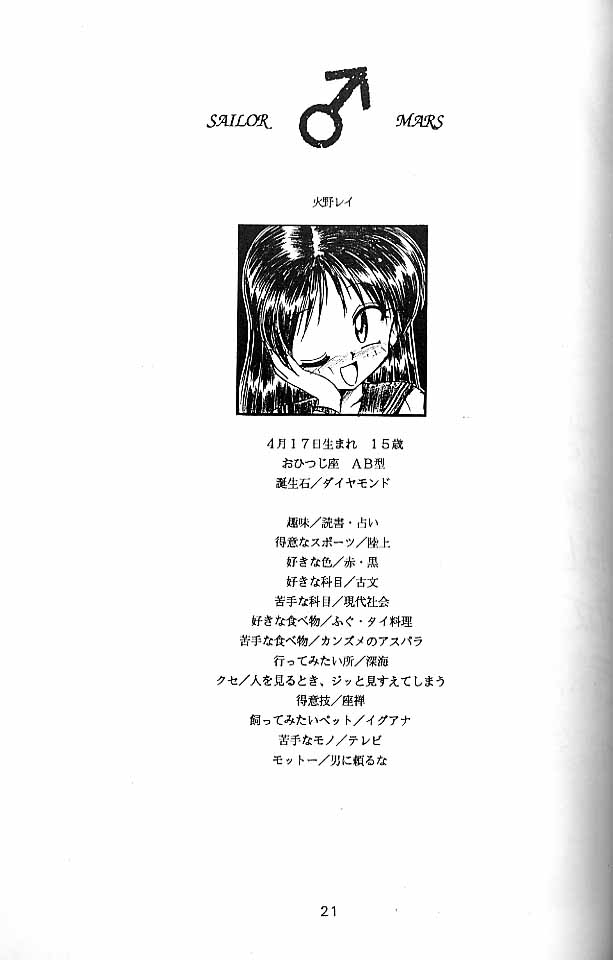 SAILOR MARS
火野レイ
4月17日生まれ 15歳
おひつじ座 AB型
誕生石/ダイヤモンド
趣味/読書・占い
得意なスポーツ/陸上
好きな色/赤・黒
好きな科目/古文
苦手な科目/現代社会
好きな食べ物/ふぐ・タイ料理
苦手な食べ物/カンズメのアスパラ
行ってみたい所/深海
クセ/人を見るとき、ジッと見すえてしまう
得意技/座禅
飼ってみたいペット/イグアナ
苦手なモノ/テレビ
モットー/男に頼るな
21